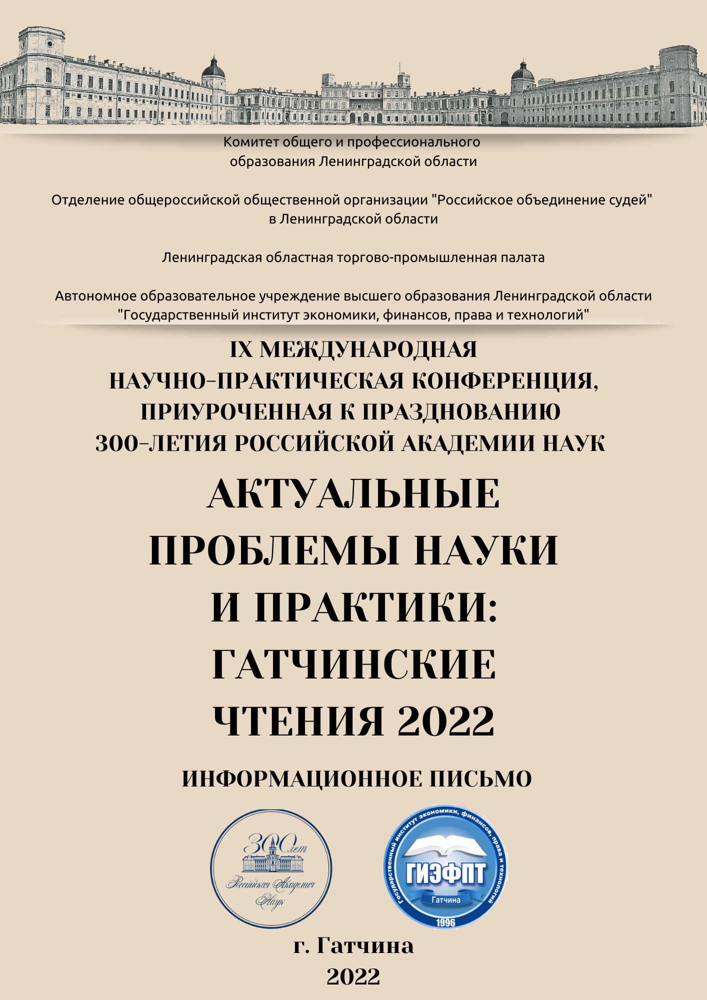 Комитет общего и профессионального
образования Ленинградской области
Отделение общероссийской общественной организации "Российское объединение судей"
в Ленинградской области
Ленинградская областная торгово-промышленная палата
Автономное образовательное учреждение высшего образования Ленинградской области
"Государственный институт экономики, финансов, права и технологий"
IX МЕЖДУНАРОДНАЯ
НАУЧНО-ПРАКТИЧЕСКАЯ КОНФЕРЕНЦИЯ,
ПРИУРОЧЕННАЯ К ПРАЗДНОВАНИЮ
300-ЛЕТИЯ РОССИЙСКОЙ АКАДЕМИИ НАУК
АКТУАЛЬНЫЕ
ПРОБЛЕМЫ НАУКИ
И ПРАКТИКИ:
ГАТЧИНСКИЕ
ЧТЕНИЯ 2022
ИНФОРМАЦИОННОЕ ПИСЬМО
300 лет
Российская Академия
Наук
Государственный институт экономики, финансов, права и технологий
ГИЭФПТ
Гатчина
1996
г. Гатчина
2022